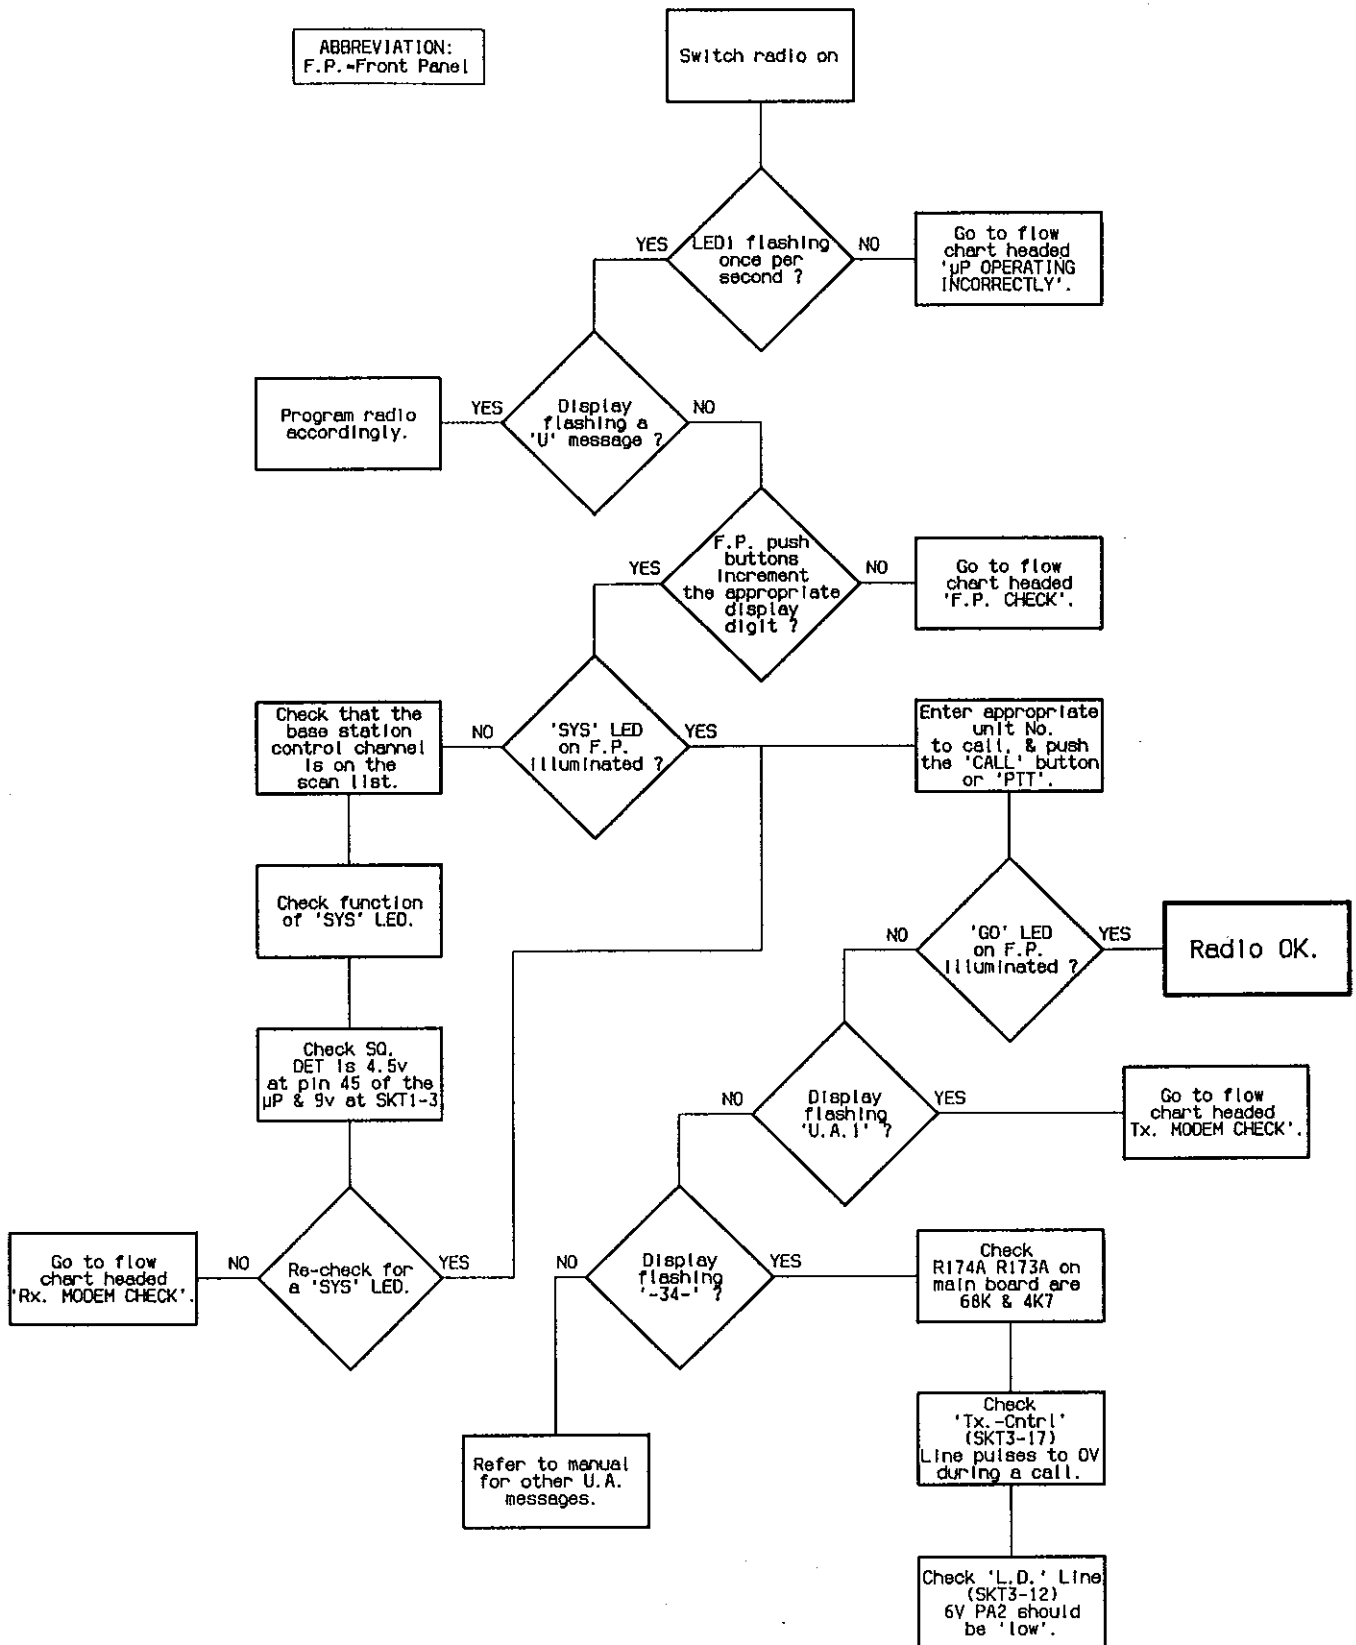 ABBREVIATION:
F.P.=Front Panel
Switch radio on
LED1 flashing
once per
second ?
YES
NO
Go to flow
chart headed
'µP OPERATING
INCORRECTLY'.
Display
flashing a
'U' message ?
YES
NO
Program radio
accordingly.
F.P. push
buttons
increment
the appropriate
display
digit ?
YES
NO
Go to flow
chart headed
'F.P. CHECK'.
'SYS' LED
on F.P.
illuminated ?
NO
YES
Check that the
base station
control channel
is on the
scan list.
Enter appropriate
unit No.
to call, & push
the 'CALL' button
or 'PTT'.
Check function
of 'SYS' LED.
'GO' LED
on F.P.
illuminated ?
NO
YES
Radio OK.
Check SQ.
DET is 4.5v
at pin 45 of the
µP & 9v at SKT1-3
Display
flashing
'U.A.1' ?
NO
YES
Go to flow
chart headed
Tx. MODEM CHECK'.
Re-check for
a 'SYS' LED.
NO
YES
Go to flow
chart headed
'Rx. MODEM CHECK'.
Display
flashing
'-34-' ?
NO
YES
Check
R174A R173A on
main board are
68K & 4K7
Check
'Tx.-Cntrl'
(SKT3-17)
Line pulses to 0V
during a call.
Refer to manual
for other U.A.
messages.
Check 'L.D.' Line
(SKT3-12)
6V PA2 should
be 'low'.